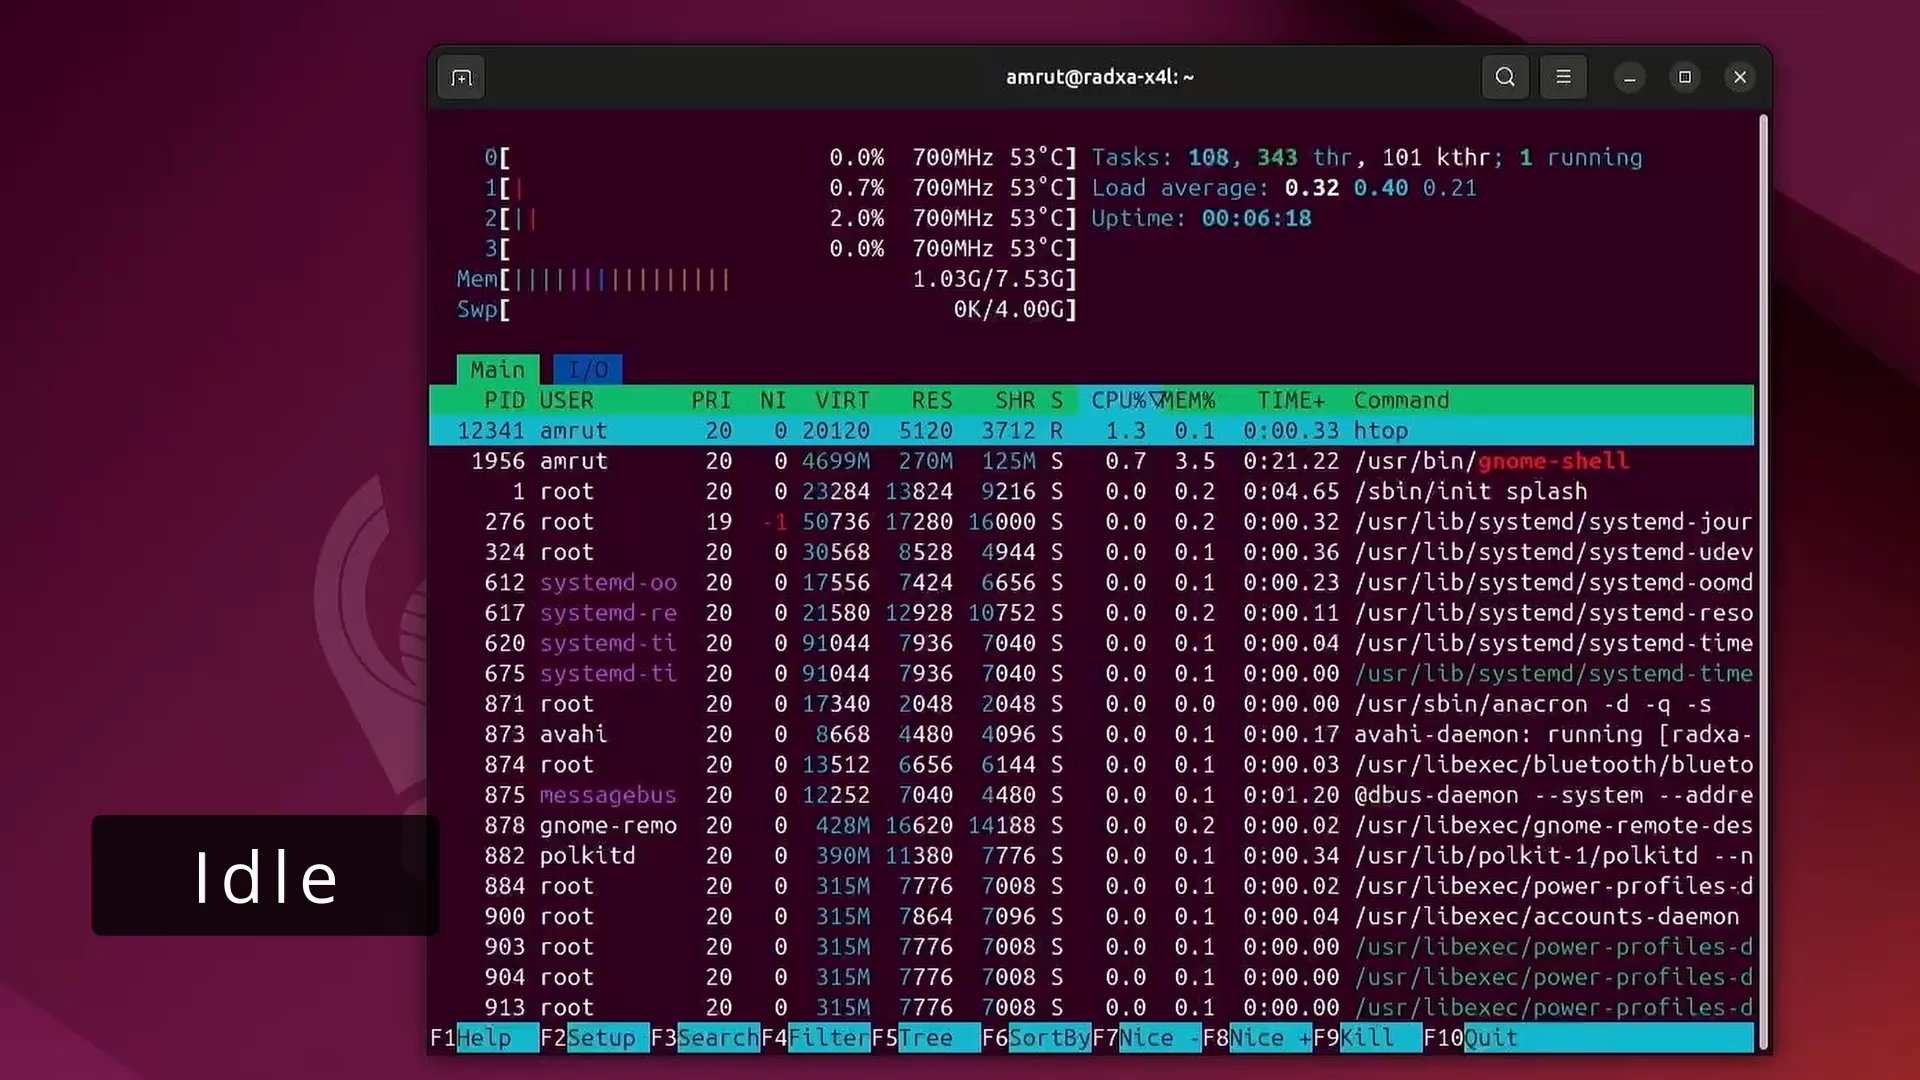 amrut@radxa-x4l: ~
0[ 0.0% 700MHz 53°C] Tasks: 108, 343 thr, 101 kthr; 1 running
1[|| 0.7% 700MHz 53°C] Load average: 0.32 0.40 0.21
2[|| 2.0% 700MHz 53°C] Uptime: 00:06:18
3[ 0.0% 700MHz 53°C]
Mem[|||||||||||||||| 1.03G/7.53G]
Swp[ 0K/4.00G]
Main I/O
PID USER PRI NI VIRT RES SHR S CPU%▽MEM% TIME+ Command
12341 amrut 20 0 20120 5120 3712 R 1.3 0.1 0:00.33 htop
1956 amrut 20 0 4699M 270M 125M S 0.7 3.5 0:21.22 /usr/bin/gnome-shell
1 root 20 0 23284 13824 9216 S 0.0 0.2 0:04.65 /sbin/init splash
276 root 19 -1 50736 17280 16000 S 0.0 0.2 0:00.32 /usr/lib/systemd/systemd-jour
324 root 20 0 30568 8528 4944 S 0.0 0.1 0:00.36 /usr/lib/systemd/systemd-udev
612 systemd-oo 20 0 17556 7424 6656 S 0.0 0.1 0:00.23 /usr/lib/systemd/systemd-oomd
617 systemd-re 20 0 21580 12928 10752 S 0.0 0.2 0:00.11 /usr/lib/systemd/systemd-reso
620 systemd-ti 20 0 91044 7936 7040 S 0.0 0.1 0:00.04 /usr/lib/systemd/systemd-time
675 systemd-ti 20 0 91044 7936 7040 S 0.0 0.1 0:00.00 /usr/lib/systemd/systemd-time
871 root 20 0 17340 2048 2048 S 0.0 0.0 0:00.00 /usr/sbin/anacron -d -q -s
873 avahi 20 0 8668 4480 4096 S 0.0 0.1 0:00.17 avahi-daemon: running [radxa-
874 root 20 0 13512 6656 6144 S 0.0 0.1 0:00.03 /usr/libexec/bluetooth/blueto
875 messagebus 20 0 12252 7040 4480 S 0.0 0.1 0:01.20 @dbus-daemon --system --addre
878 gnome-remo 20 0 428M 16620 14188 S 0.0 0.2 0:00.02 /usr/libexec/gnome-remote-des
882 polkitd 20 0 390M 11380 7776 S 0.0 0.1 0:00.34 /usr/lib/polkit-1/polkitd --n
884 root 20 0 315M 7776 7008 S 0.0 0.1 0:00.02 /usr/libexec/power-profiles-d
900 root 20 0 315M 7864 7096 S 0.0 0.1 0:00.04 /usr/libexec/accounts-daemon
903 root 20 0 315M 7776 7008 S 0.0 0.1 0:00.00 /usr/libexec/power-profiles-d
904 root 20 0 315M 7776 7008 S 0.0 0.1 0:00.00 /usr/libexec/power-profiles-d
913 root 20 0 315M 7776 7008 S 0.0 0.1 0:00.00 /usr/libexec/power-profiles-d
F1Help F2Setup F3SearchF4FilterF5Tree F6SortByF7Nice -F8Nice +F9Kill F10Quit
Idle